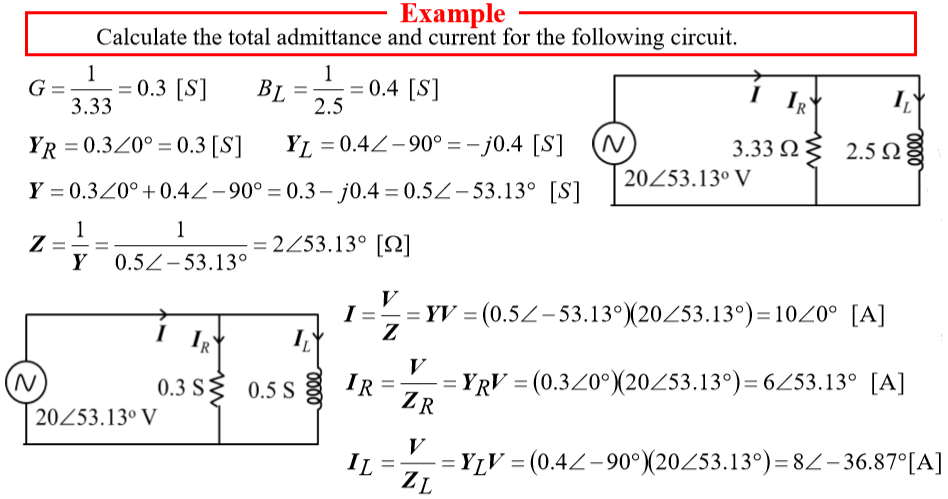 Example
Calculate the total admittance and current for the following circuit.
G = 1/3.33 = 0.3 [S] B_L = 1/2.5 = 0.4 [S]
Y_R = 0.3∠0° = 0.3 [S] Y_L = 0.4∠−90° = −j0.4 [S]
Y = 0.3∠0° + 0.4∠−90° = 0.3 − j0.4 = 0.5∠−53.13° [S]
Z = 1/Y = 1/0.5∠−53.13° = 2∠53.13° [Ω]
I I_R I_L
3.33 Ω 2.5 Ω
20∠53.13º V
I I_R I_L
0.3 S 0.5 S
20∠53.13º V
I = V/Z = YV = (0.5∠−53.13°)(20∠53.13°) = 10∠0° [A]
I_R = V/Z_R = Y_RV = (0.3∠0°)(20∠53.13°) = 6∠53.13° [A]
I_L = V/Z_L = Y_LV = (0.4∠−90°)(20∠53.13°) = 8∠−36.87° [A]